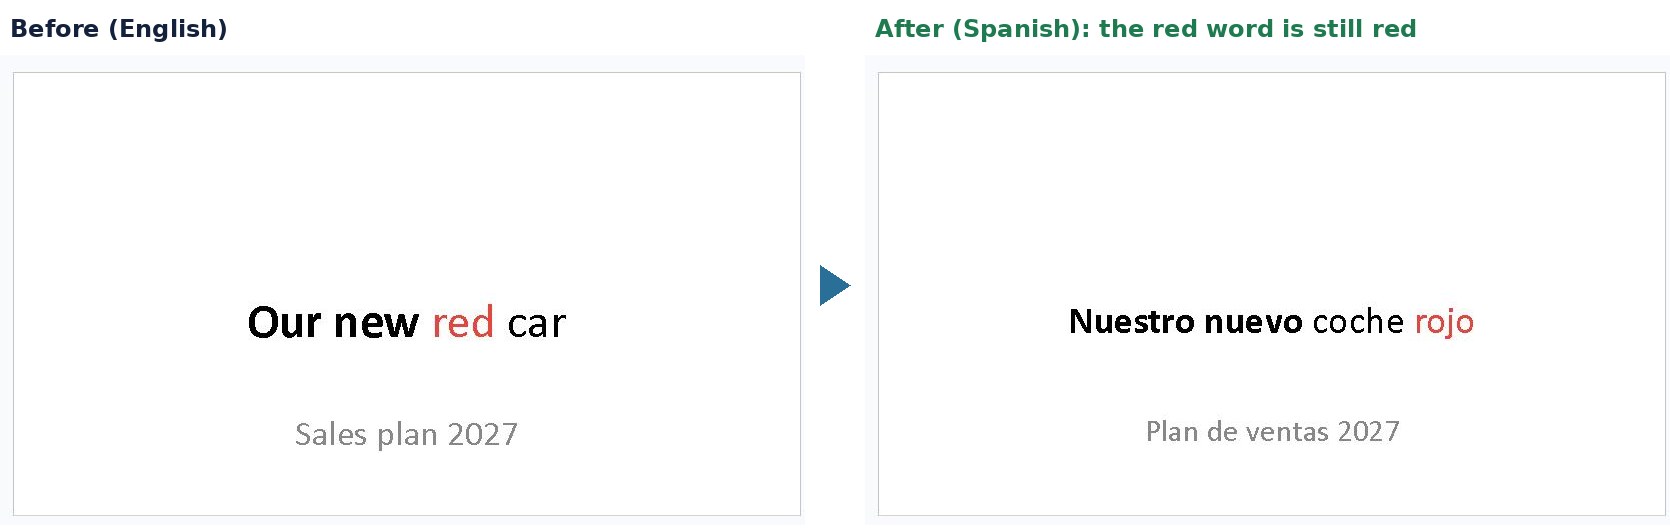 Before (English)
After (Spanish): the red word is still red
Our new red car
Sales plan 2027
Nuestro nuevo coche rojo
Plan de ventas 2027